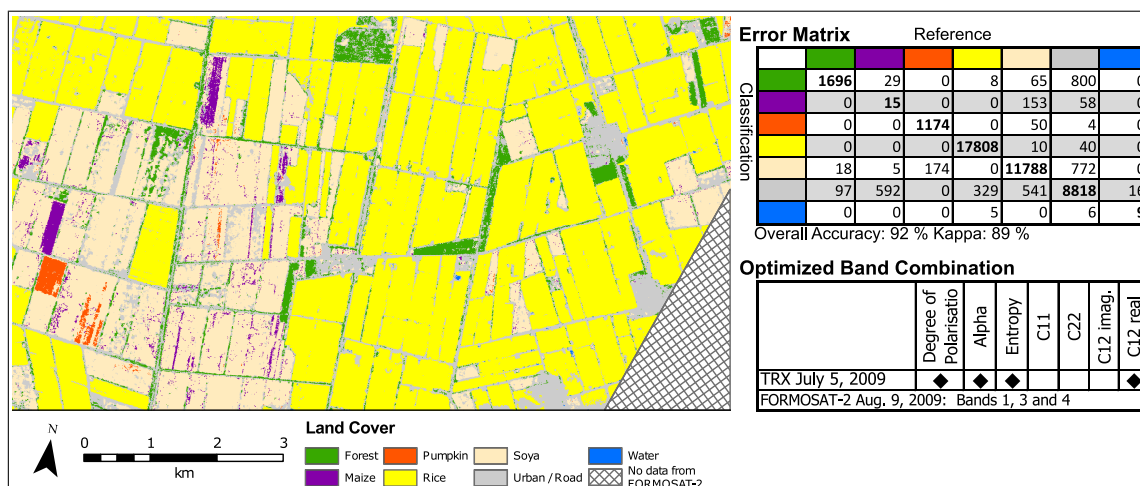 Error Matrix Reference
Classification
1696 29 0 8 65 800
0 15 0 0 153 58
0 0 1174 0 50 4
0 0 0 17808 10 40
18 5 174 0 11788 772
97 592 0 329 541 8818 16
0 0 0 5 0 6
Overall Accuracy: 92 % Kappa: 89 %
Optimized Band Combination
Degree of
Polarisatio
Alpha
Entropy
C11
C22
C12 imag.
C12 real
TRX July 5, 2009
FORMOSAT-2 Aug. 9, 2009: Bands 1, 3 and 4
Land Cover
N
0 1 2 3
km
Forest Pumpkin Soya Water
Maize Rice Urban / Road No data from
FORMOSAT-2